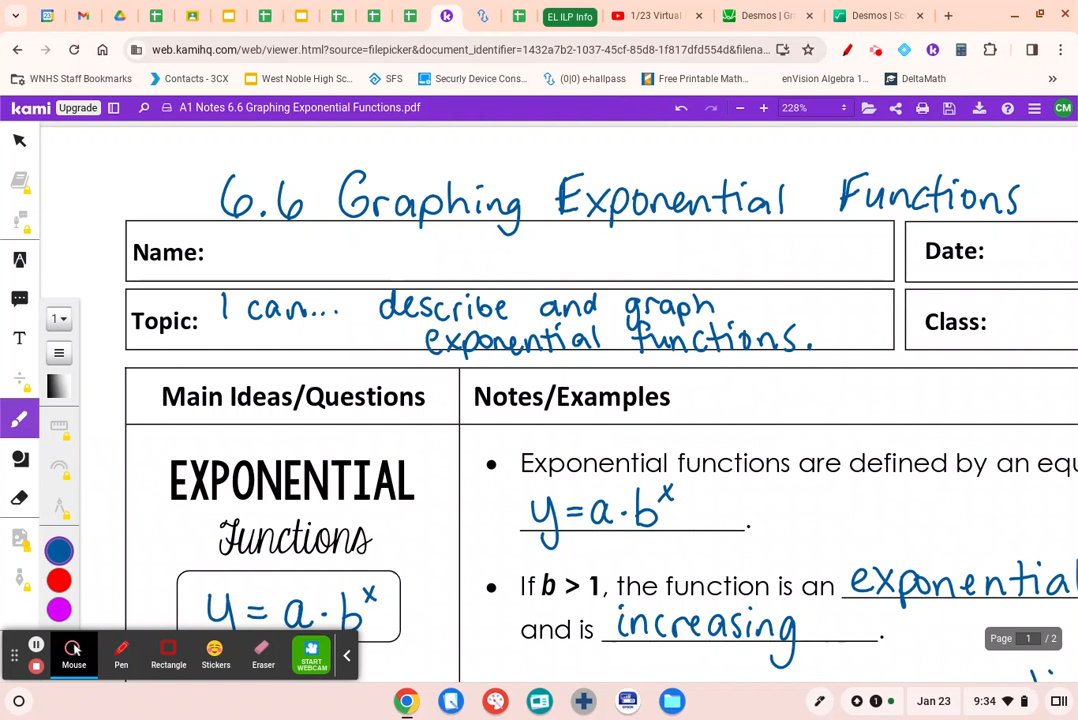 EL ILP Info
1/23 Virtual
Desmos | Gr
Desmos | Sc
web.kamihq.com/web/viewer.html?source=filepicker&document_identifier=1432a7b2-1037-45cf-85d8-1f817dfd554d&filena...
WNHS Staff Bookmarks
Contacts - 3CX
West Noble High Sc...
SFS
Securly Device Cons...
(0|0) e-hallpass
Free Printable Math...
enVision Algebra 1...
DeltaMath
kami
Upgrade
A1 Notes 6.6 Graphing Exponential Functions.pdf
228%
CM
6.6 Graphing Exponential Functions
Name:
Date:
Topic: I can... describe and graph
exponential functions.
Class:
Main Ideas/Questions
Notes/Examples
EXPONENTIAL
Functions
y = a · b^x
• Exponential functions are defined by an equ
y = a · b^x.
• If b > 1, the function is an exponential
and is increasing.
1
Page 1 / 2
Mouse
Pen
Rectangle
Stickers
Eraser
START
WEBCAM
1
Jan 23
9:34